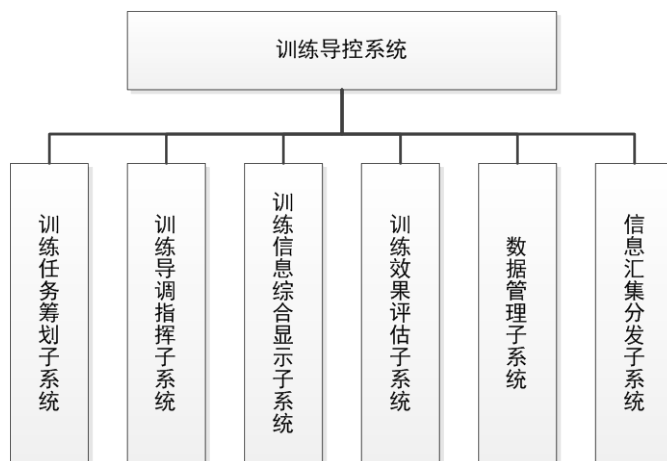 训练导控系统
训练任务筹划子系统
训练导调指挥子系统
训练信息综合显示子系统
训练效果评估子系统
数据管理子系统
信息汇集分发子系统